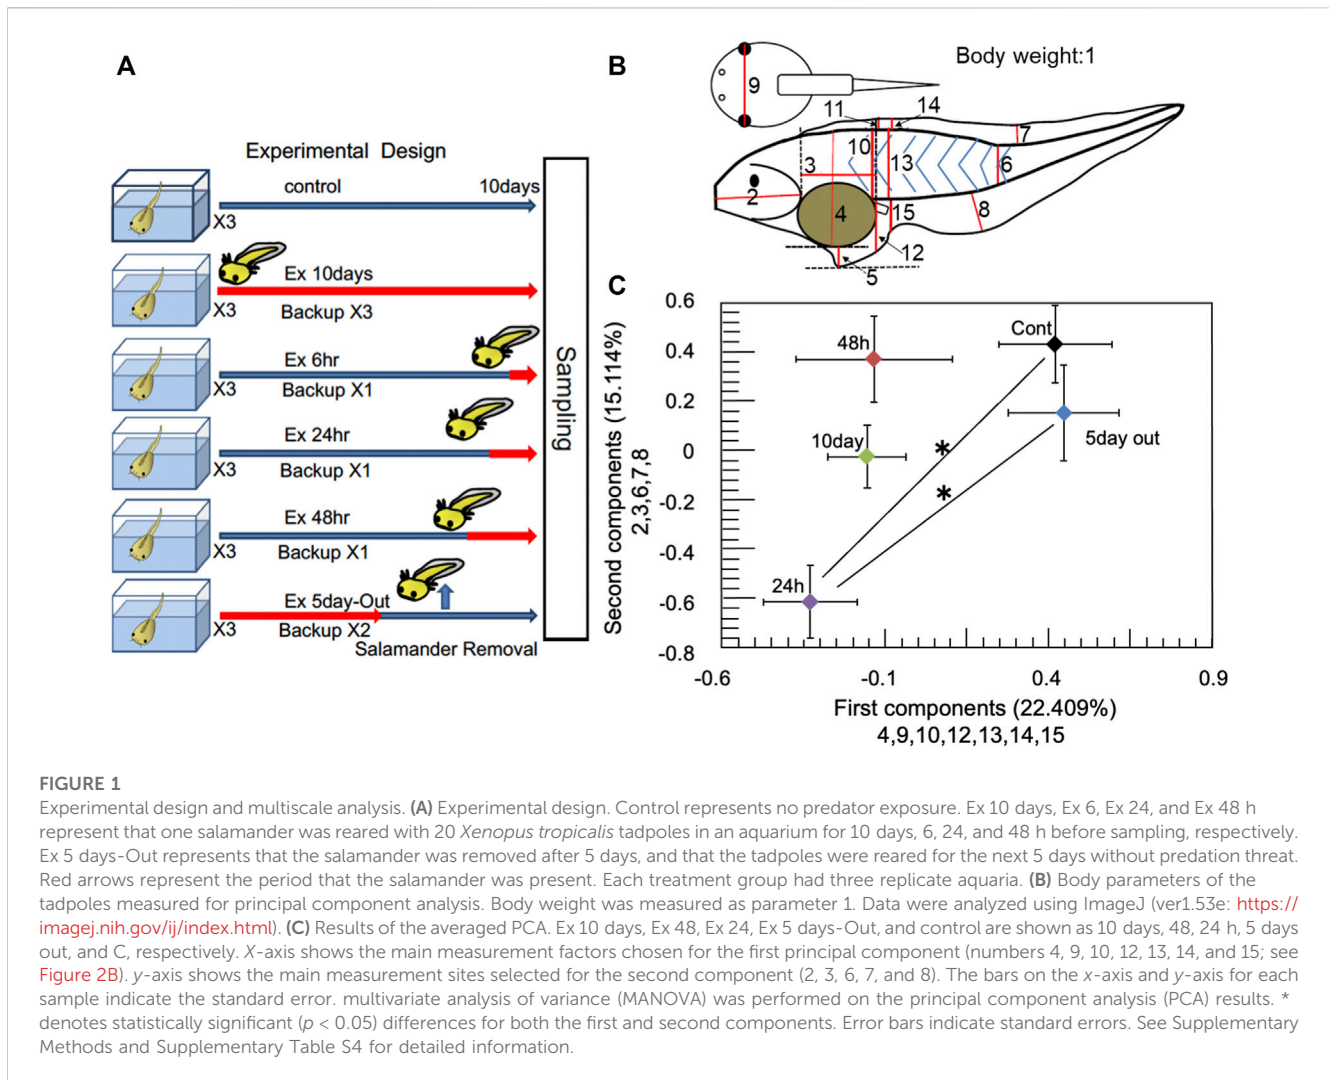 A
Experimental Design
control
10days
X3
Ex 10days
X3
Backup X3
Ex 6hr
X3
Backup X1
Ex 24hr
X3
Backup X1
Ex 48hr
X3
Backup X1
Ex 5day-Out
X3
Backup X2
Salamander Removal
Sampling
B
Body weight:1
9
11
14
7
10
3
13
6
2
4
15
8
12
5
C
0.6
0.4
0.2
0
-0.2
-0.4
-0.6
-0.8
Second components (15.114%)
2,3,6,7,8
48h
Cont
10day
5day out
*
*
24h
-0.6
-0.1
0.4
0.9
First components (22.409%)
4,9,10,12,13,14,15
FIGURE 1
Experimental design and multiscale analysis. (A) Experimental design. Control represents no predator exposure. Ex 10 days, Ex 6, Ex 24, and Ex 48 h
represent that one salamander was reared with 20 Xenopus tropicalis tadpoles in an aquarium for 10 days, 6, 24, and 48 h before sampling, respectively.
Ex 5 days-Out represents that the salamander was removed after 5 days, and that the tadpoles were reared for the next 5 days without predation threat.
Red arrows represent the period that the salamander was present. Each treatment group had three replicate aquaria. (B) Body parameters of the
tadpoles measured for principal component analysis. Body weight was measured as parameter 1. Data were analyzed using ImageJ (ver1.53e: https://
imagej.nih.gov/ij/index.html). (C) Results of the averaged PCA. Ex 10 days, Ex 48, Ex 24, Ex 5 days-Out, and control are shown as 10 days, 48, 24 h, 5 days
out, and C, respectively. X-axis shows the main measurement factors chosen for the first principal component (numbers 4, 9, 10, 12, 13, 14, and 15; see
Figure 2B). y-axis shows the main measurement sites selected for the second component (2, 3, 6, 7, and 8). The bars on the x-axis and y-axis for each
sample indicate the standard error. multivariate analysis of variance (MANOVA) was performed on the principal component analysis (PCA) results. *
denotes statistically significant (p < 0.05) differences for both the first and second components. Error bars indicate standard errors. See Supplementary
Methods and Supplementary Table S4 for detailed information.